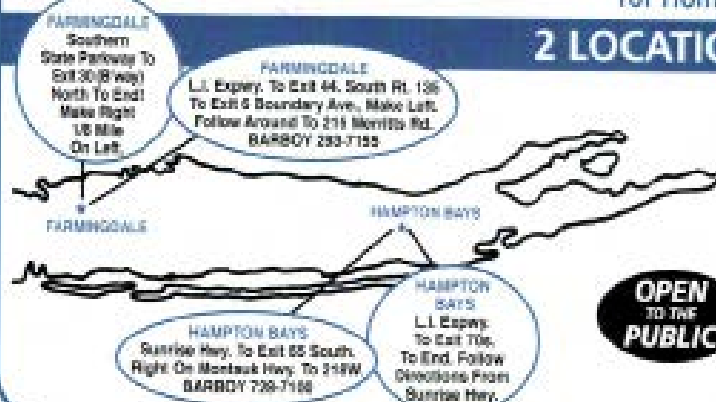 2 LOCATIO
FARMINGDALE
Southern
State Parkway To
Exit 30 (B'way)
North To End!
Make Right
1/8 Mile
On Left.
FARMINGDALE
L.I. Expwy. To Exit 44. South Rt. 135
To Exit 6 Boundary Ave., Make Left.
Follow Around To 215 Merritts Rd.
BARBOY 293-7155
FARMINGDALE
HAMPTON BAYS
HAMPTON BAYS
Sunrise Hwy. To Exit 65 South.
Right On Montauk Hwy. To 218W
BARBOY 728-7100
HAMPTON
BAYS
L.I. Expwy.
To Exit 70s.
To End. Follow
Directions From
Sunrise Hwy.
OPEN
TO THE
PUBLIC